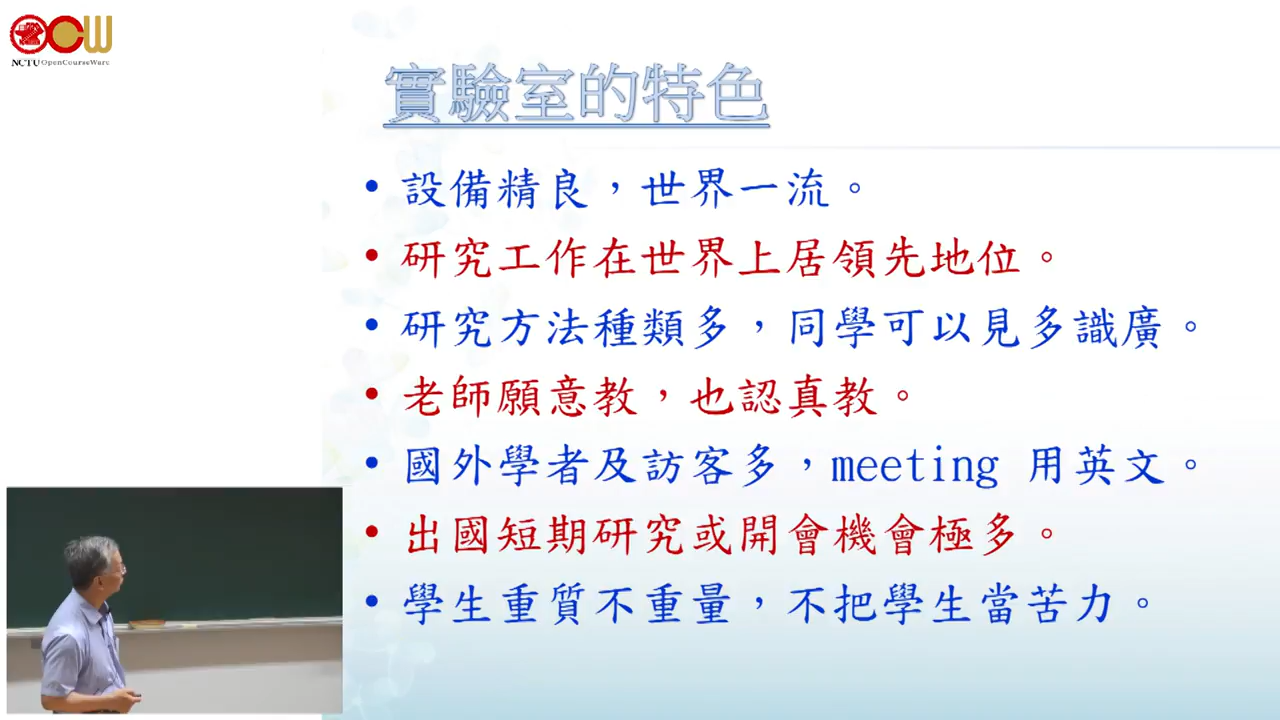 NCTU OpenCourseWare
實驗室的特色
• 設備精良，世界一流。
• 研究工作在世界上居領先地位。
• 研究方法種類多，同學可以見多識廣。
• 老師願意教，也認真教。
• 國外學者及訪客多，meeting 用英文。
• 出國短期研究或開會機會極多。
• 學生重質不重量，不把學生當苦力。